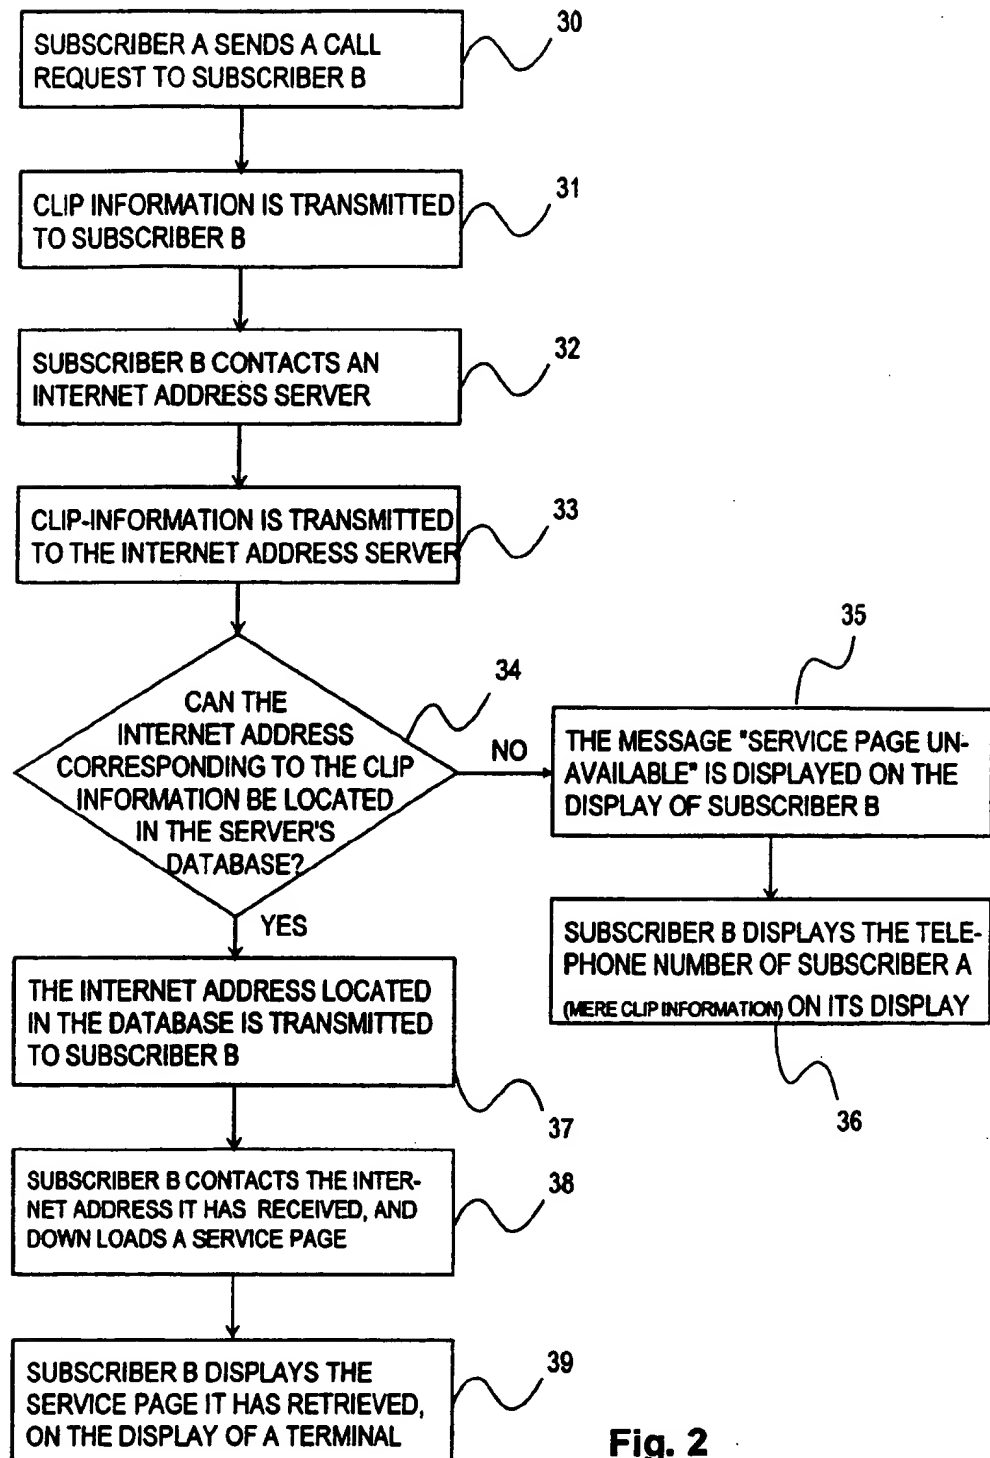 SUBSCRIBER A SENDS A CALL
REQUEST TO SUBSCRIBER B
30
CLIP INFORMATION IS TRANSMITTED
TO SUBSCRIBER B
31
SUBSCRIBER B CONTACTS AN
INTERNET ADDRESS SERVER
32
CLIP-INFORMATION IS TRANSMITTED
TO THE INTERNET ADDRESS SERVER
33
CAN THE
INTERNET ADDRESS
CORRESPONDING TO THE CLIP
INFORMATION BE LOCATED
IN THE SERVER'S
DATABASE?
34
NO
YES
35
THE MESSAGE "SERVICE PAGE UN-
AVAILABLE" IS DISPLAYED ON THE
DISPLAY OF SUBSCRIBER B
SUBSCRIBER B DISPLAYS THE TELE-
PHONE NUMBER OF SUBSCRIBER A
(MERE CLIP INFORMATION) ON ITS DISPLAY
36
THE INTERNET ADDRESS LOCATED
IN THE DATABASE IS TRANSMITTED
TO SUBSCRIBER B
37
SUBSCRIBER B CONTACTS THE INTER-
NET ADDRESS IT HAS RECEIVED, AND
DOWN LOADS A SERVICE PAGE
38
SUBSCRIBER B DISPLAYS THE
SERVICE PAGE IT HAS RETRIEVED,
ON THE DISPLAY OF A TERMINAL
39
Fig. 2